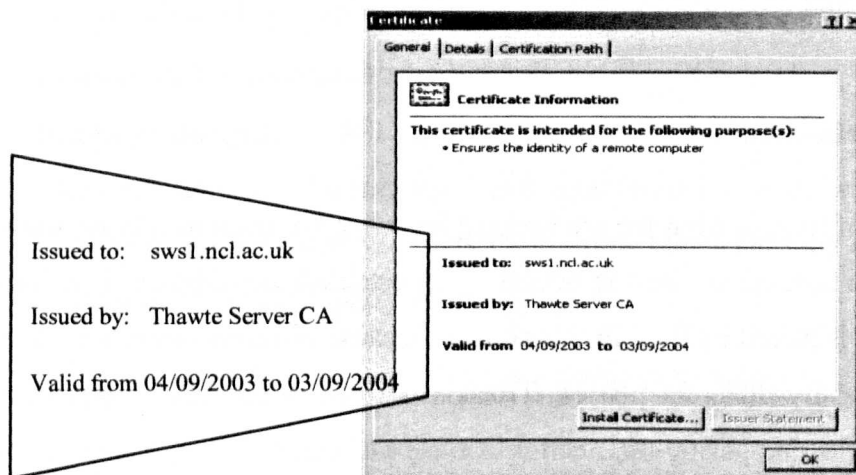 Certificate
General Details Certification Path
Certificate Information
This certificate is intended for the following purpose(s):
• Ensures the identity of a remote computer
Issued to: sws1.ncl.ac.uk
Issued by: Thawte Server CA
Valid from 04/09/2003 to 03/09/2004
Install Certificate... Issuer Statement
OK
Issued to: sws1.ncl.ac.uk
Issued by: Thawte Server CA
Valid from 04/09/2003 to 03/09/2004